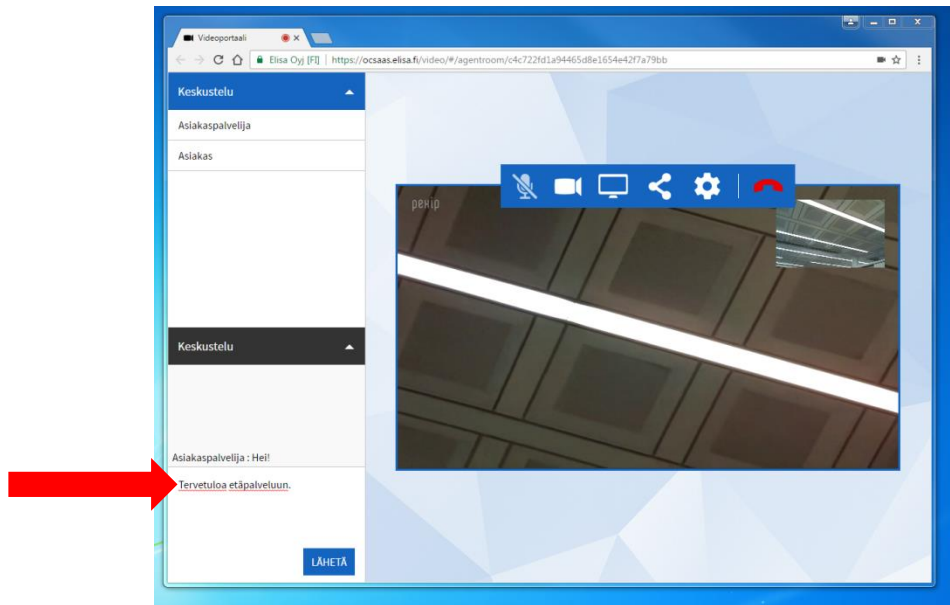 Videoportaali
Elisa Oyj [FI] | https://ocsaas.elisa.fi/video/#/agentroom/c4c722fd1a94465d8e1654e42f7a79bb
Keskustelu
Asiakaspalvelija
Asiakas
]pexip[
Keskustelu
Asiakaspalvelija : Hei!
Tervetuloa etäpalveluun.
LÄHETÄ